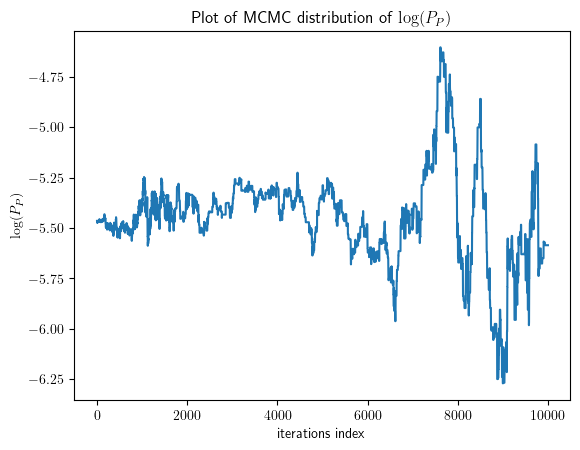 Plot of MCMC distribution of log(P_P)
log(P_P)
−4.75
−5.00
−5.25
−5.50
−5.75
−6.00
−6.25
0 2000 4000 6000 8000 10000
iterations index